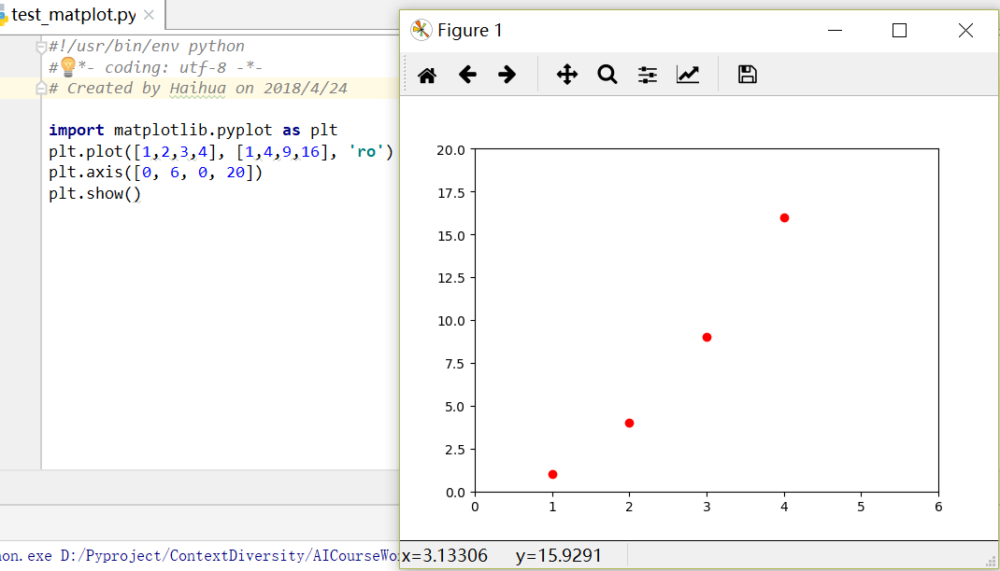 test_matplot.py
#!/usr/bin/env python
# *- coding: utf-8 -*-
# Created by Haihua on 2018/4/24
import matplotlib.pyplot as plt
plt.plot([1,2,3,4], [1,4,9,16], 'ro')
plt.axis([0, 6, 0, 20])
plt.show()
Figure 1
20.0
17.5
15.0
12.5
10.0
7.5
5.0
2.5
0.0
0 1 2 3 4 5 6
on.exe D:/Pyproject/ContextDiversity/AICourseWo
x=3.13306 y=15.9291